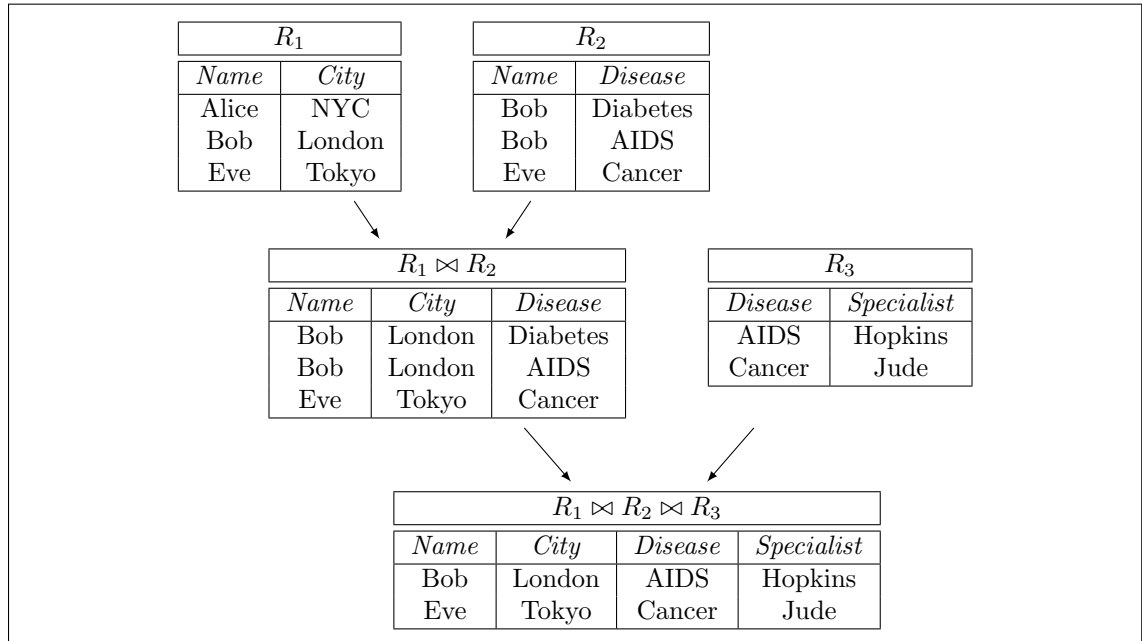 R1 R2
Name City Name Disease
Alice NYC Bob Diabetes
Bob London Bob AIDS
Eve Tokyo Eve Cancer
R1 ⋈ R2 R3
Name City Disease Disease Specialist
Bob London Diabetes AIDS Hopkins
Bob London AIDS Cancer Jude
Eve Tokyo Cancer
R1 ⋈ R2 ⋈ R3
Name City Disease Specialist
Bob London AIDS Hopkins
Eve Tokyo Cancer Jude